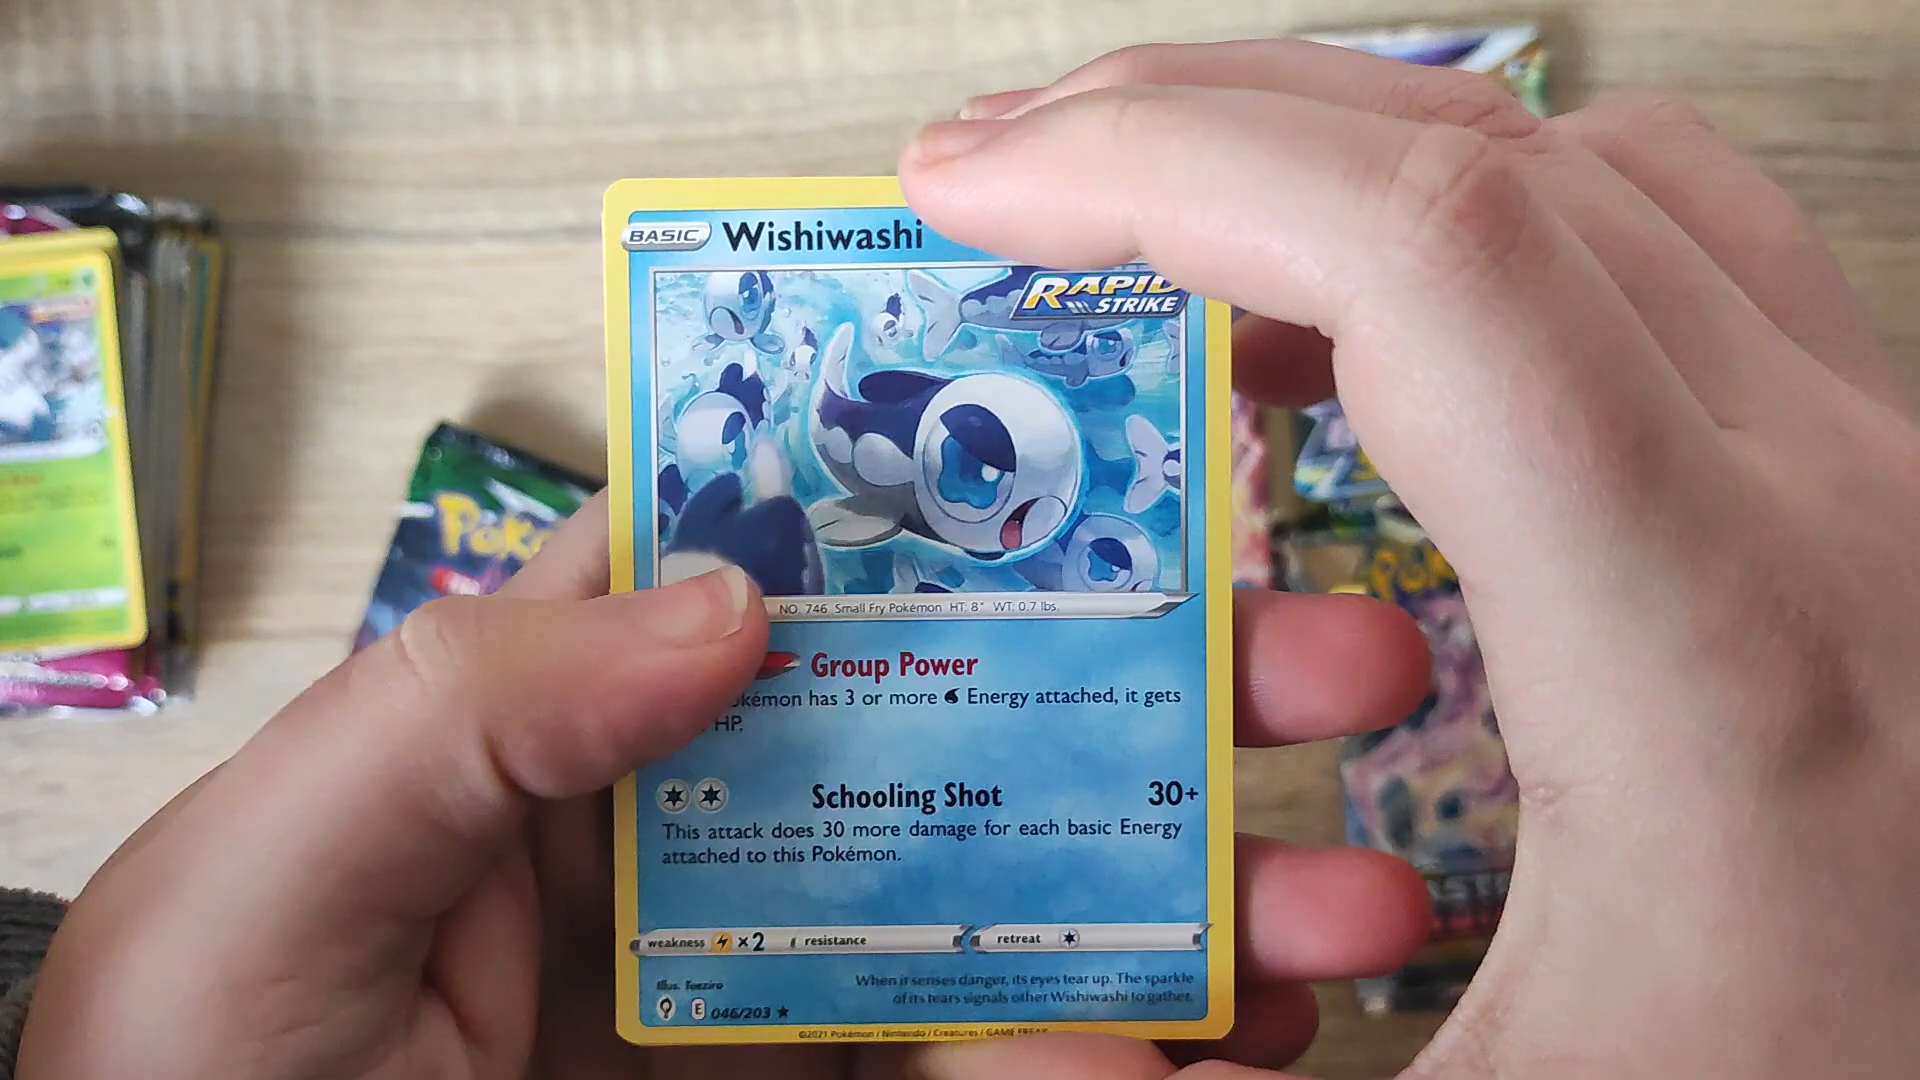 BASIC Wishiwashi
RAPID
STRIKE
NO. 746 Small Fry Pokémon HT: 8" WT: 0.7 lbs.
Group Power
has 3 or more Energy attached, it gets
HP.
Schooling Shot 30+
This attack does 30 more damage for each basic Energy
attached to this Pokémon.
weakness ×2 resistance retreat
Illus. Teeziro
When it senses danger, its eyes tear up. The sparkle
of its tears signals other Wishiwashi to gather.
E 046/203
©2021 Pokémon / Nintendo / Creatures / GAME FREAK